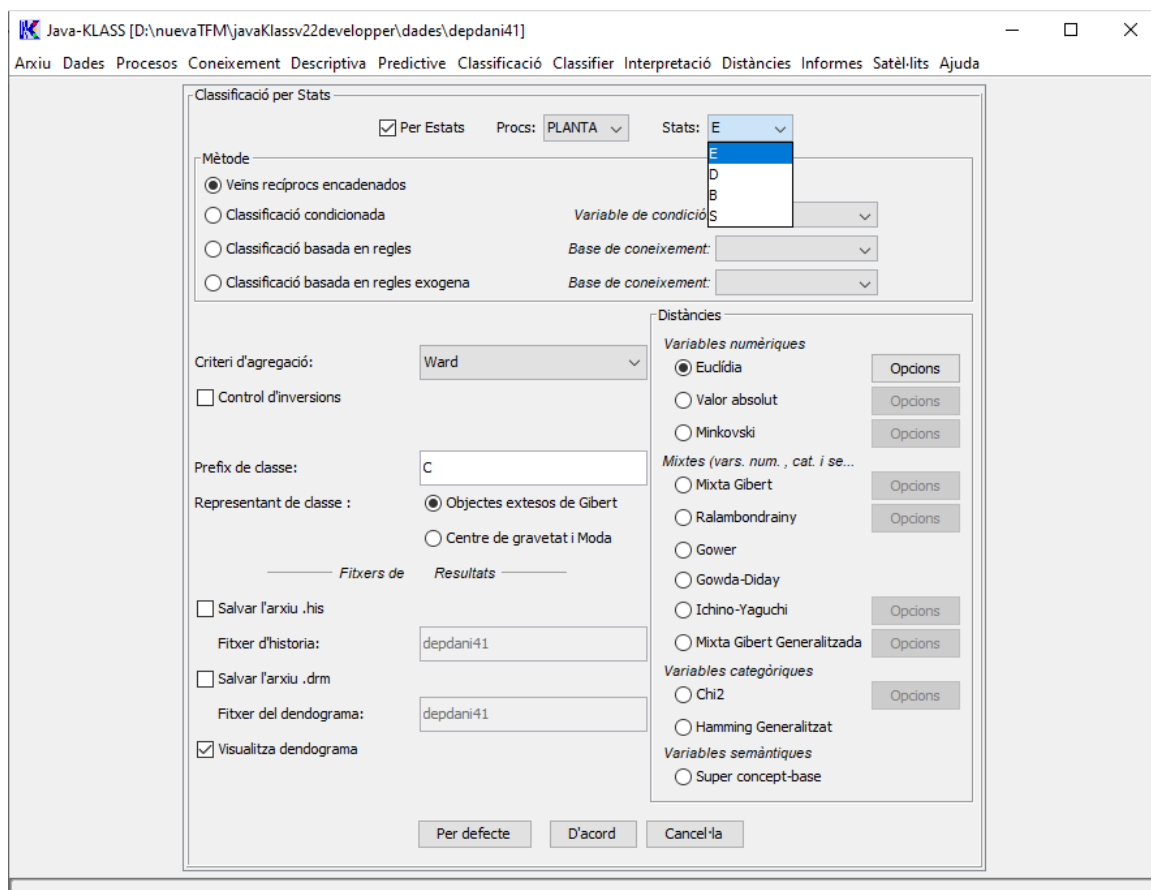 Java-KLASS [D:\nuevaTFM\javaKlassv22developper\dades\depdani41]
Arxiu Dades Procesos Coneixement Descriptiva Predictive Classificació Classifier Interpretació Distàncies Informes Satèl·lits Ajuda
Classificació per Stats
Per Estats Procs: PLANTA Stats: E
E
D
B
S
Mètode
Veïns recíprocs encadenados
Classificació condicionada Variable de condició
Classificació basada en regles Base de coneixement:
Classificació basada en regles exogena Base de coneixement:
Criteri d'agregació: Ward
Control d'inversions
Prefix de classe: C
Representant de classe : Objectes extesos de Gibert
Centre de gravetat i Moda
Fitxers de Resultats
Salvar l'arxiu .his
Fitxer d'historia: depdani41
Salvar l'arxiu .drm
Fitxer del dendograma: depdani41
Visualitza dendograma
Distàncies
Variables numèriques
Euclídia Opcions
Valor absolut Opcions
Minkovski Opcions
Mixtes (vars. num. , cat. i se...
Mixta Gibert Opcions
Ralambondrainy Opcions
Gower
Gowda-Diday
Ichino-Yaguchi Opcions
Mixta Gibert Generalitzada Opcions
Variables categòriques
Chi2 Opcions
Hamming Generalitzat
Variables semàntiques
Super concept-base
Per defecte D'acord Cancel·la